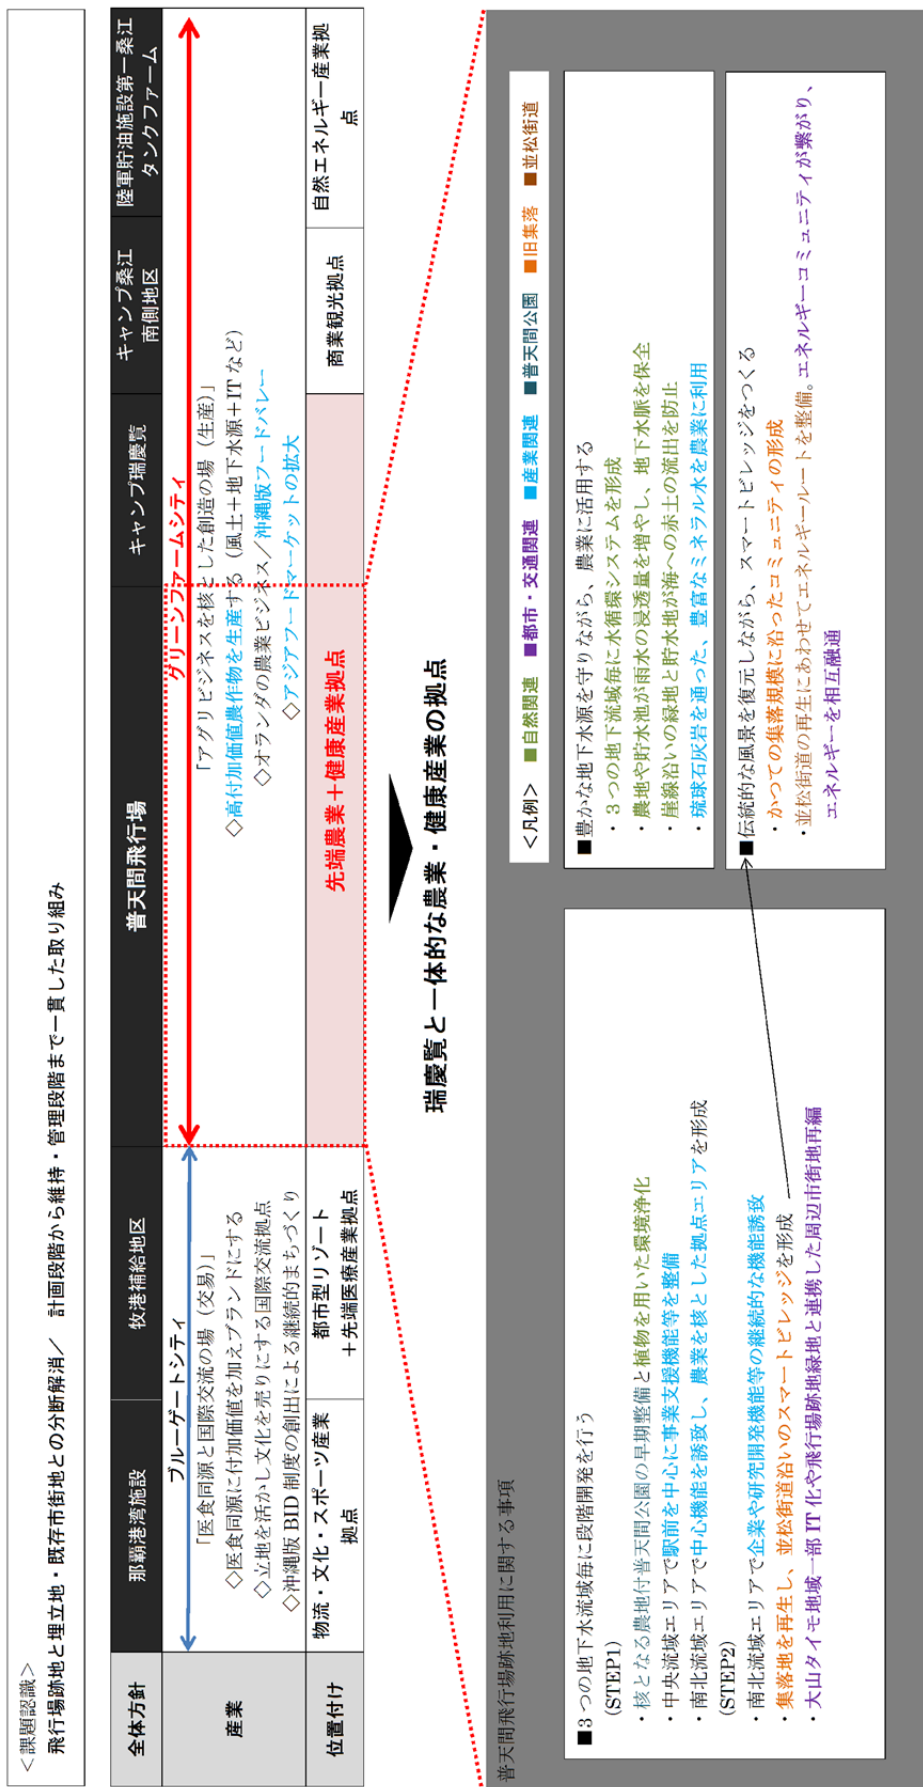 ＜課題認識＞
飛行場跡地と埋立地・既存市街地との分断解消／　計画段階から維持・管理段階まで一貫した取り組み
全体方針
那覇港湾施設
牧港補給地区
普天間飛行場
キャンプ瑞慶覧
キャンプ桑江
南側地区
陸軍貯油施設第一桑江
タンクファーム
産業
ブルーゲートシティ
「医食同源と国際交流の場（交易）」
◇医食同源に付加価値を加えブランドにする
◇立地を活かし文化を売りにする国際交流拠点
◇沖縄版 BID 制度の創出による継続的まちづくり
グリーンファームシティ
「アグリビジネスを核とした創造の場（生産）」
◇高付加価値農作物を生産する（風土＋地下水源＋IT など）
◇オランダの農業ビジネス／沖縄版フードバレー
◇アジアフードマーケットの拡大
位置付け
物流・文化・スポーツ産業
拠点
都市型リゾート
＋先端医療産業拠点
先端農業＋健康産業拠点
商業観光拠点
自然エネルギー産業拠
点
瑞慶覧と一体的な農業・健康産業の拠点
普天間飛行場跡地利用に関する事項
＜凡例＞ ■自然関連 ■都市・交通関連 ■産業関連 ■普天間公園 ■旧集落 ■並松街道
■3 つの地下水流域毎に段階開発を行う
(STEP1)
・核となる農地付普天間公園の早期整備と植物を用いた環境浄化
・中央流域エリアで駅前を中心に事業支援機能等を整備
・南北流域エリアで中心機能を誘致し、農業を核とした拠点エリアを形成
(STEP2)
・南北流域エリアで企業や研究開発機能等の継続的な機能誘致
・集落地を再生し、並松街道沿いのスマートビレッジを形成
・大山タイモ地域一部 IT 化や飛行場跡地緑地と連携した周辺市街地再編
■豊かな地下水源を守りながら、農業に活用する
・3 つの地下流域毎に水循環システムを形成
・農地や貯水池が雨水の浸透量を増やし、地下水脈を保全
・崖線沿いの緑地と貯水地が海への赤土の流出を防止
・琉球石灰岩を通った、豊富なミネラル水を農業に利用
■伝統的な風景を復元しながら、スマートビレッジをつくる
・かつての集落規模に沿ったコミュニティの形成
・並松街道の再生にあわせてエネルギールートを整備。エネルギーコミュニティが繋がり、
エネルギーを相互融通